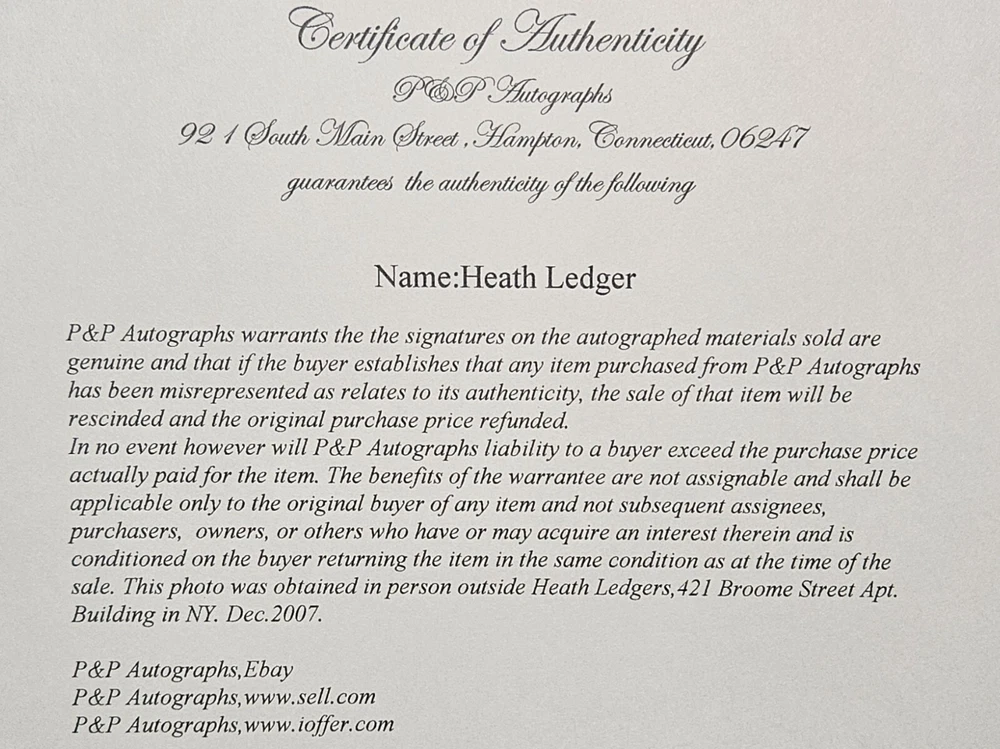 Certificate of Authenticity
P&P Autographs
92 1 South Main Street , Hampton, Connecticut, 06247
guarantees the authenticity of the following
Name:Heath Ledger
P&P Autographs warrants the the signatures on the autographed materials sold are
genuine and that if the buyer establishes that any item purchased from P&P Autographs
has been misrepresented as relates to its authenticity, the sale of that item will be
rescinded and the original purchase price refunded.
In no event however will P&P Autographs liability to a buyer exceed the purchase price
actually paid for the item. The benefits of the warrantee are not assignable and shall be
applicable only to the original buyer of any item and not subsequent assignees,
purchasers, owners, or others who have or may acquire an interest therein and is
conditioned on the buyer returning the item in the same condition as at the time of the
sale. This photo was obtained in person outside Heath Ledgers,421 Broome Street Apt.
Building in NY. Dec.2007.
P&P Autographs,Ebay
P&P Autographs,www.sell.com
P&P Autographs,www.ioffer.com